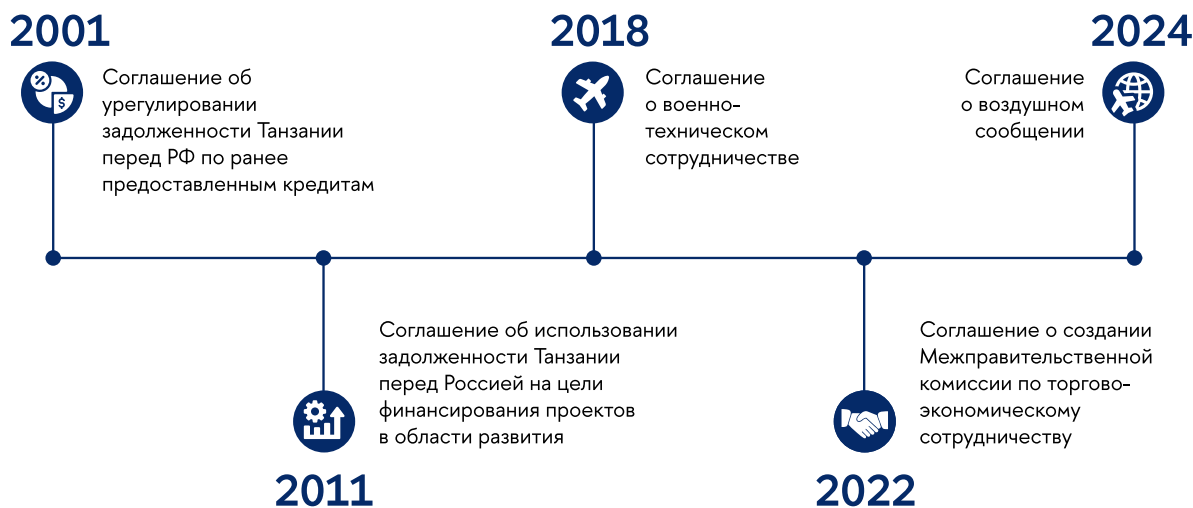 2001
Соглашение об
урегулировании
задолженности Танзании
перед РФ по ранее
предоставленным кредитам
2011
Соглашение об использовании
задолженности Танзании
перед Россией на цели
финансирования проектов
в области развития
2018
Соглашение
о военно-
техническом
сотрудничестве
2022
Соглашение о создании
Межправительственной
комиссии по торгово-
экономическому
сотрудничеству
2024
Соглашение
о воздушном
сообщении